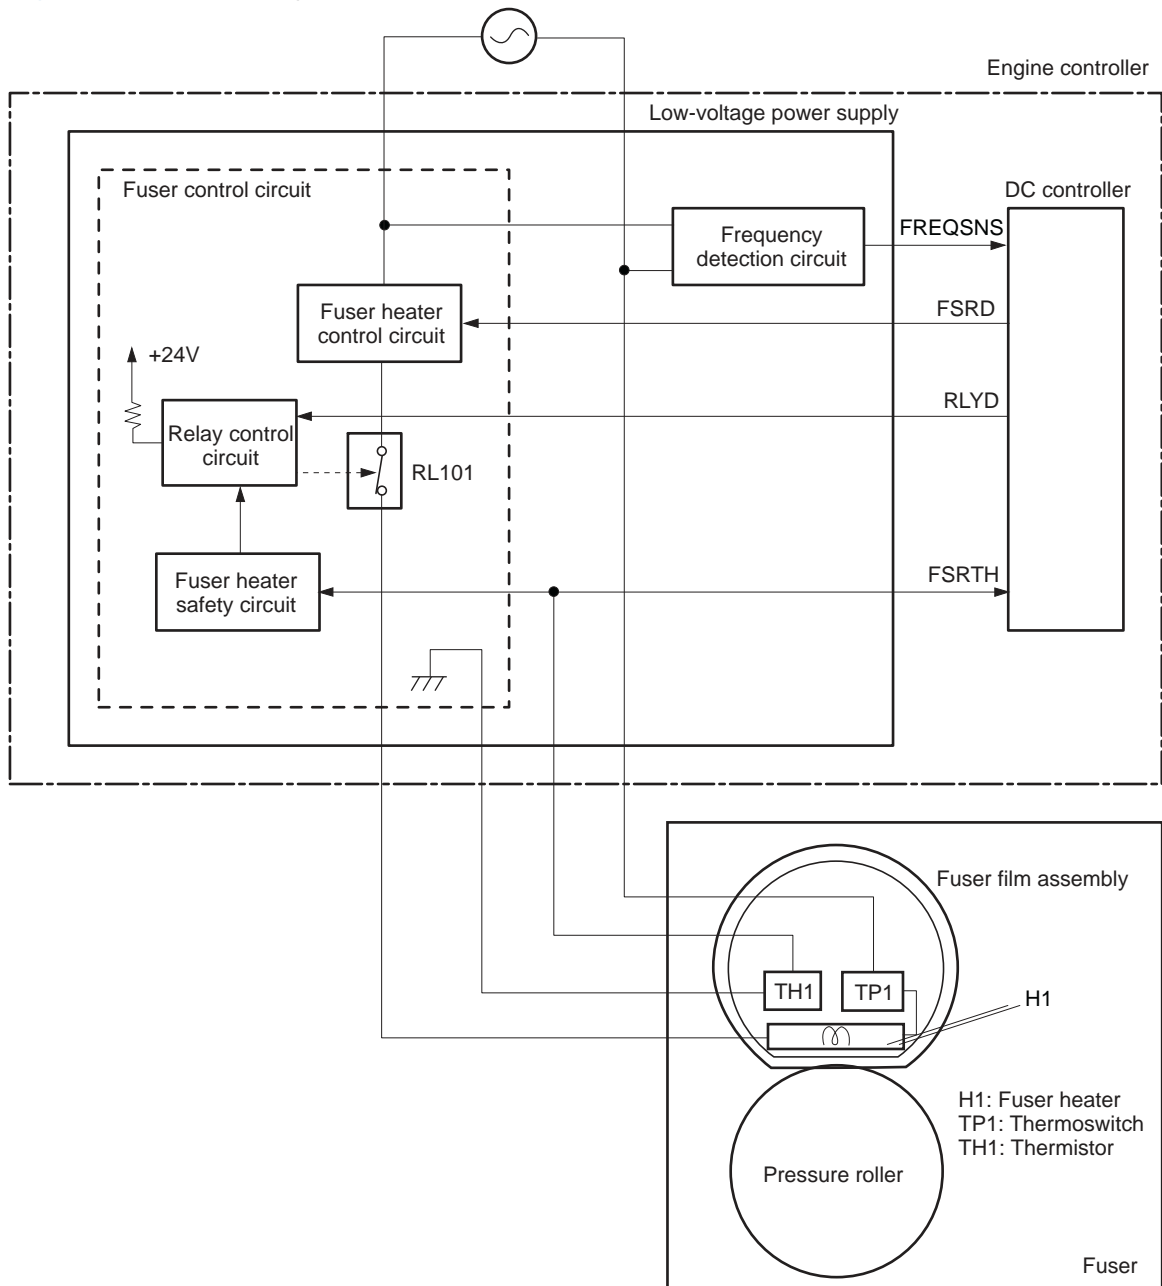 Engine controller
Low-voltage power supply
Fuser control circuit
DC controller
Frequency
detection circuit
FREQSNS
Fuser heater
control circuit
FSRD
+24V
RLYD
Relay control
circuit
RL101
Fuser heater
safety circuit
FSRTH
Fuser film assembly
TH1
TP1
H1
H1: Fuser heater
TP1: Thermoswitch
TH1: Thermistor
Pressure roller
Fuser